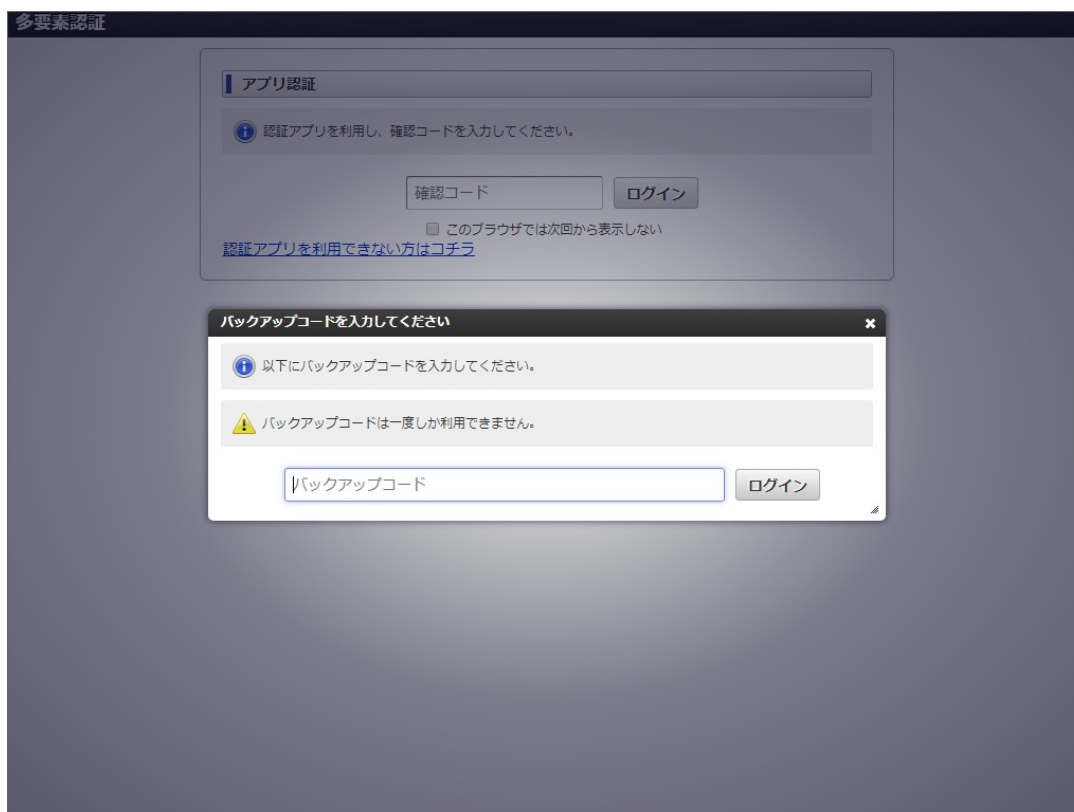 多要素認証
アプリ認証
認証アプリを利用し、確認コードを入力してください。
確認コード
ログイン
このブラウザでは次回から表示しない
認証アプリを利用できない方はコチラ
バックアップコードを入力してください
以下にバックアップコードを入力してください。
バックアップコードは一度しか利用できません。
バックアップコード
ログイン